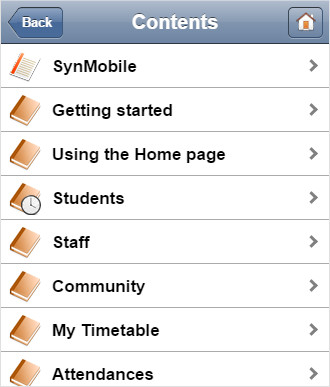 Back
Contents
SynMobile
Getting started
Using the Home page
Students
Staff
Community
My Timetable
Attendances